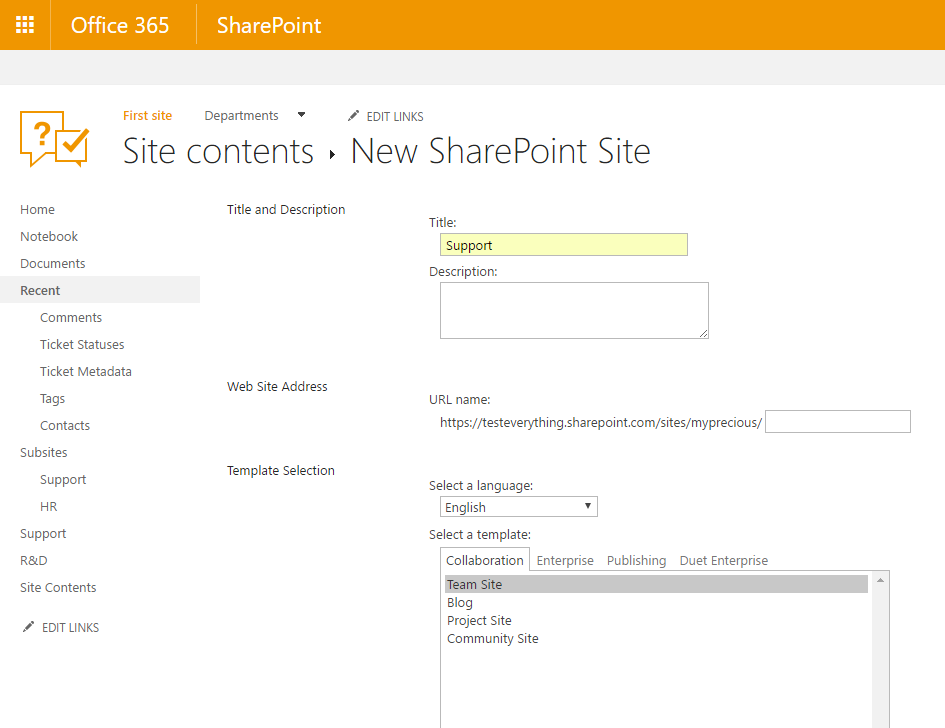 Office 365 SharePoint
First site Departments EDIT LINKS
Site contents ▸ New SharePoint Site
Home
Notebook
Documents
Recent
Comments
Ticket Statuses
Ticket Metadata
Tags
Contacts
Subsites
Support
HR
Support
R&D
Site Contents
EDIT LINKS
Title and Description
Title:
Support
Description:
Web Site Address
URL name:
https://testeverything.sharepoint.com/sites/myprecious/
Template Selection
Select a language:
English
Select a template:
Collaboration Enterprise Publishing Duet Enterprise
Team Site
Blog
Project Site
Community Site